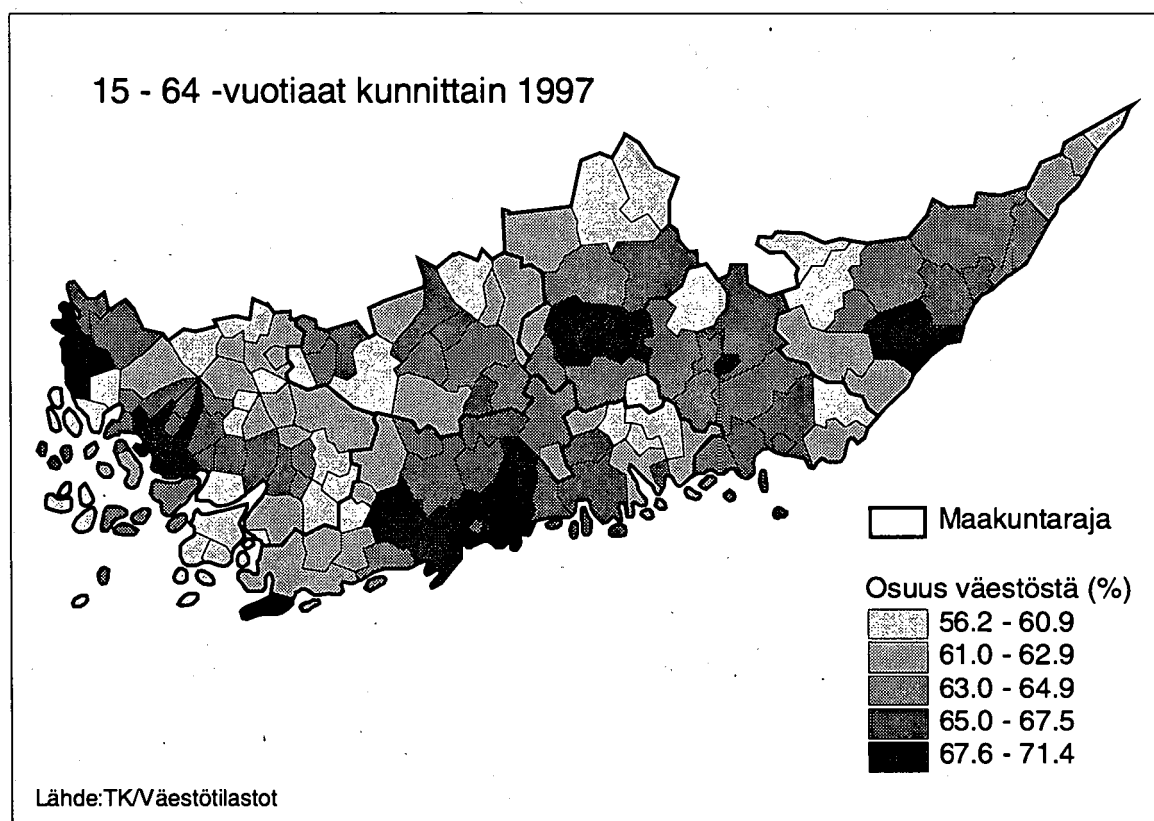 15 - 64 -vuotiaat kunnittain 1997
Maakuntaraja
Osuus väestöstä (%)
56.2 - 60.9
61.0 - 62.9
63.0 - 64.9
65.0 - 67.5
67.6 - 71.4
Lähde:TK/Väestötilastot